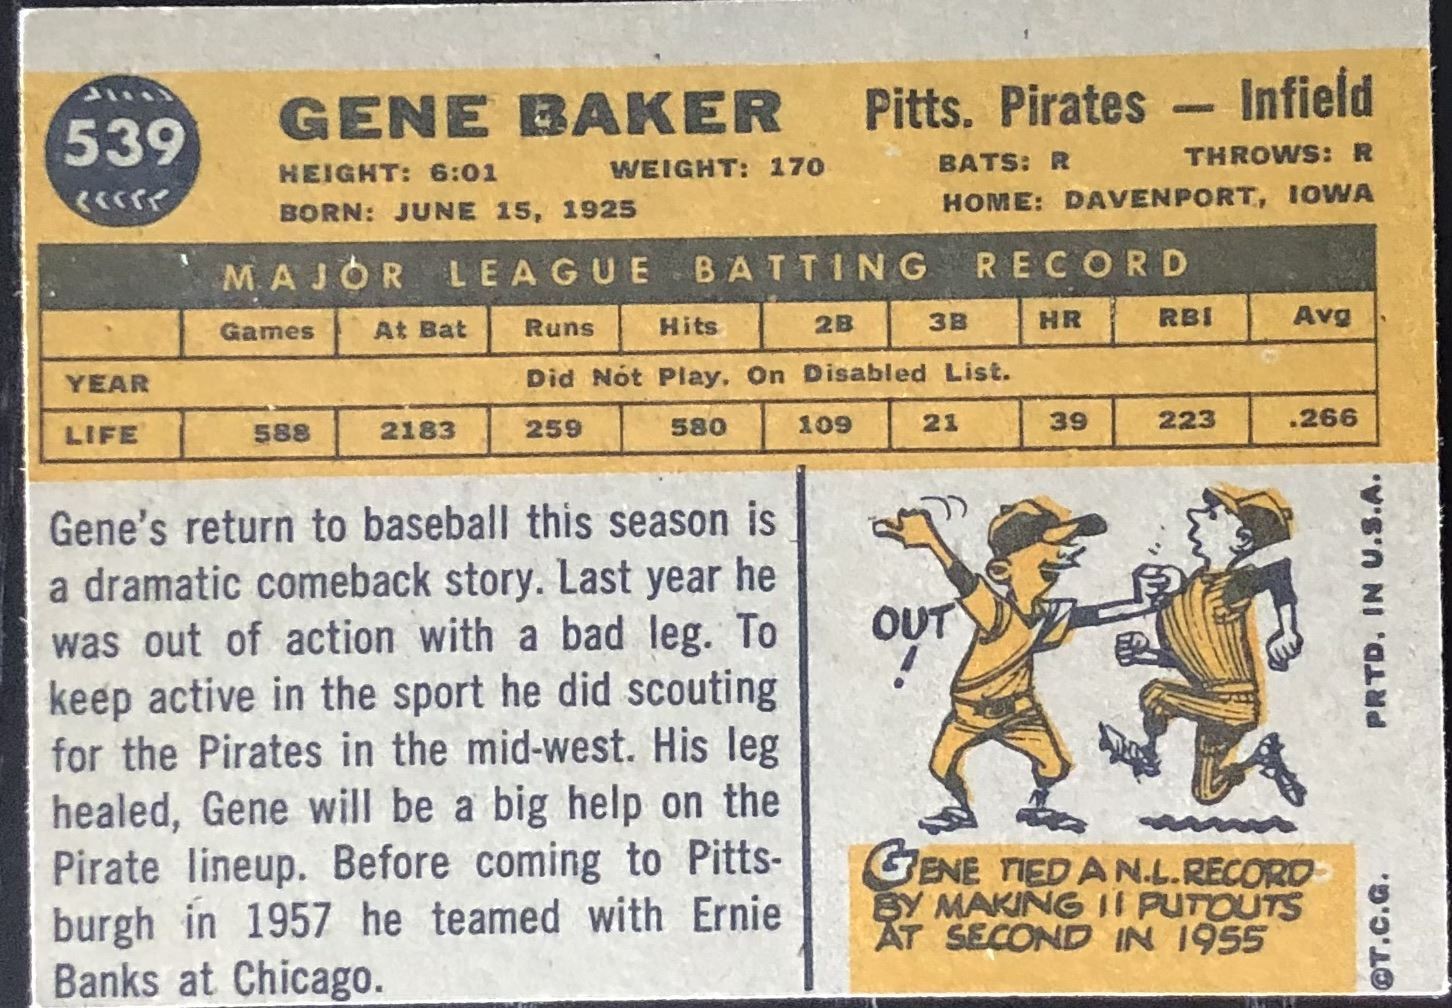 539
GENE BAKER Pitts. Pirates — Infield
HEIGHT: 6:01 WEIGHT: 170 BATS: R THROWS: R
BORN: JUNE 15, 1925 HOME: DAVENPORT, IOWA
MAJOR LEAGUE BATTING RECORD
Games At Bat Runs Hits 2B 3B HR RBI Avg
YEAR Did Not Play. On Disabled List.
LIFE 588 2183 259 580 109 21 39 223 .266
Gene's return to baseball this season is
a dramatic comeback story. Last year he
was out of action with a bad leg. To
keep active in the sport he did scouting
for the Pirates in the mid-west. His leg
healed, Gene will be a big help on the
Pirate lineup. Before coming to Pitts-
burgh in 1957 he teamed with Ernie
Banks at Chicago.
OUT
!
GENE TIED A N.L. RECORD
BY MAKING 11 PUTOUTS
AT SECOND IN 1955
©T.C.G. PRTD. IN U.S.A.